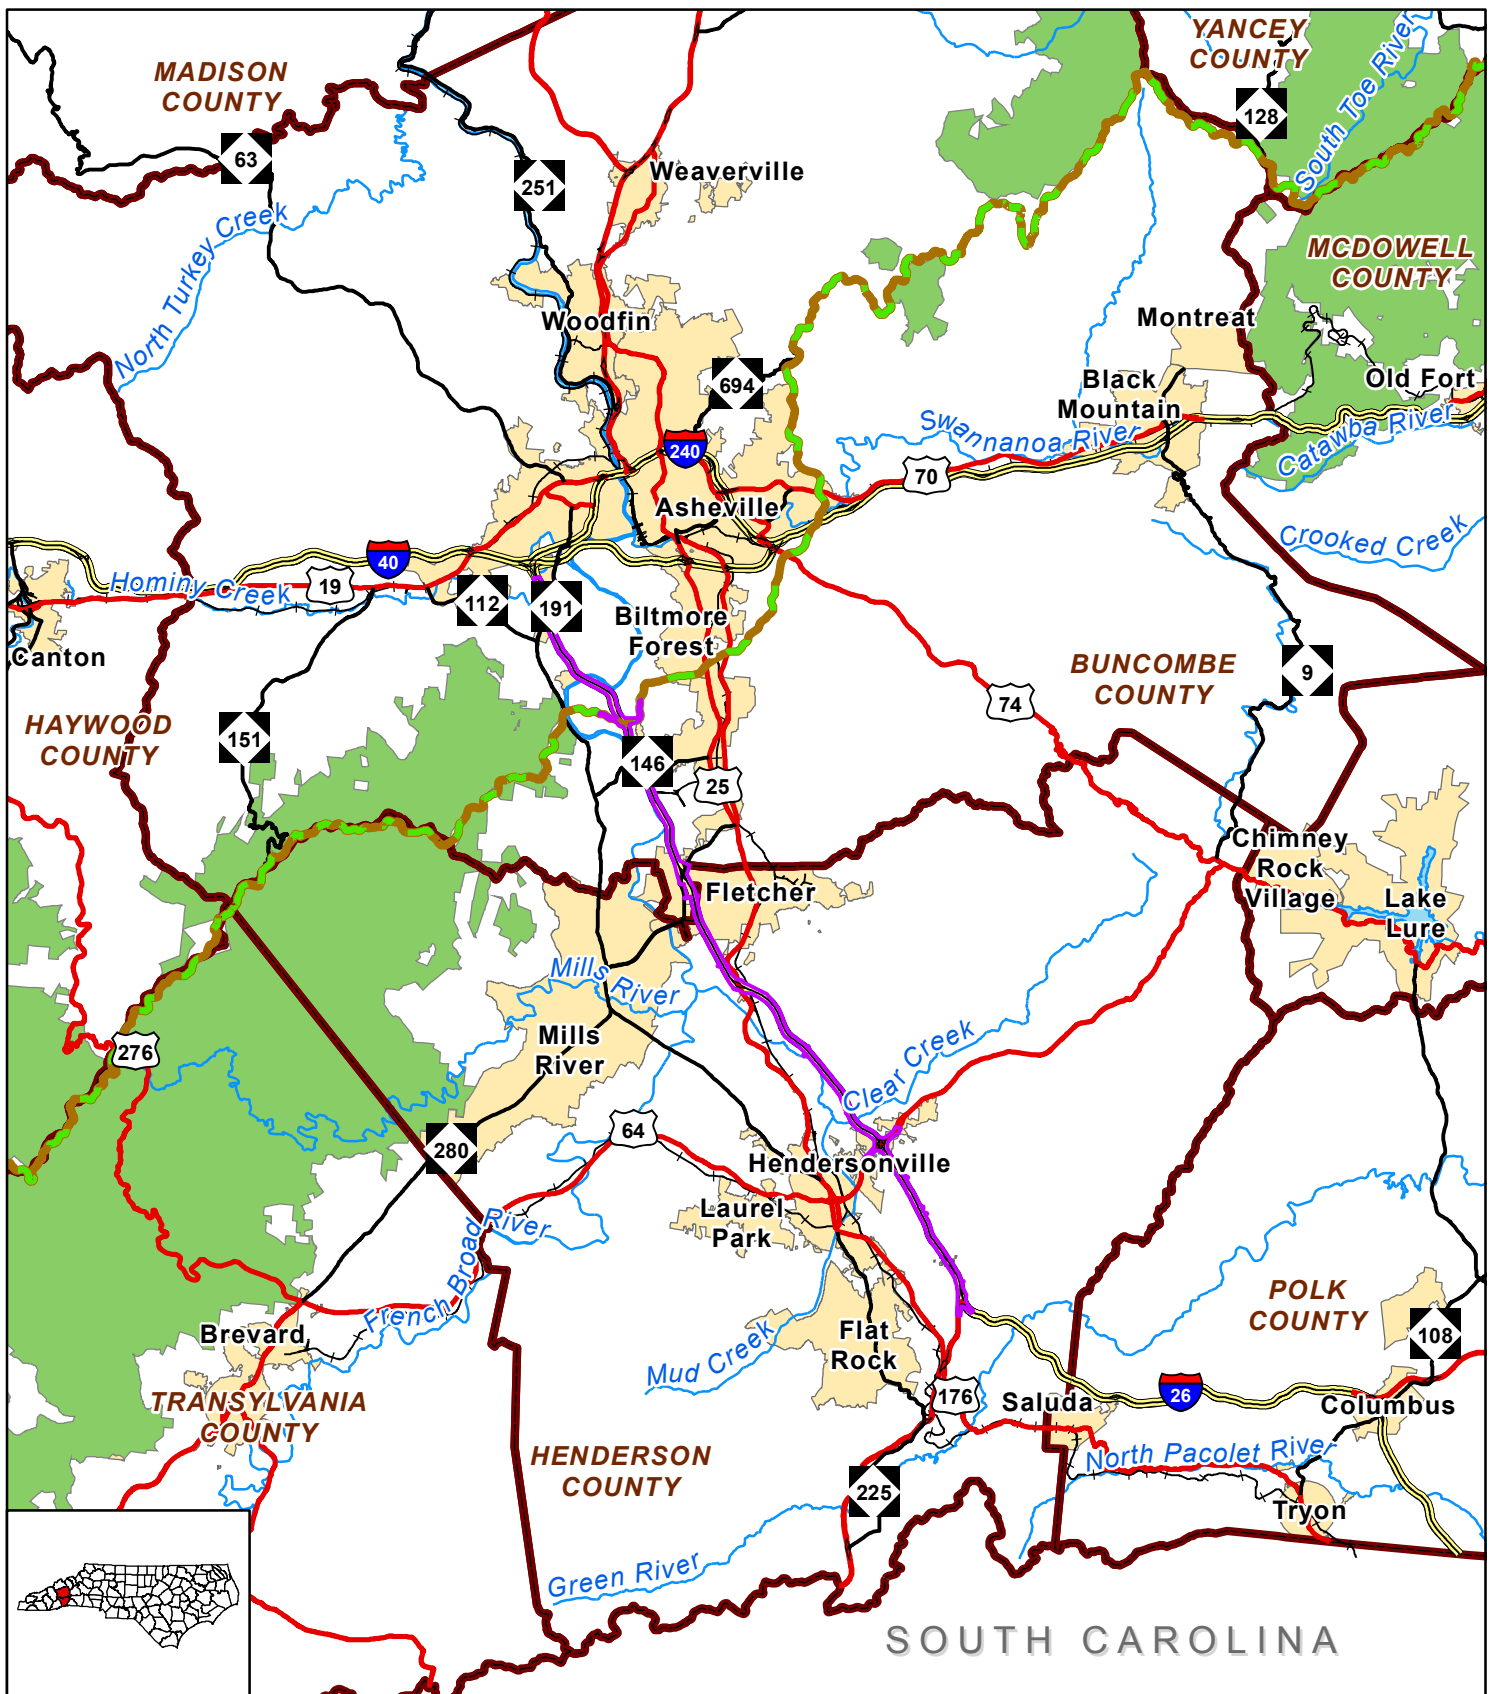 YANCEY
COUNTY
MADISON
COUNTY
128
South Toe River
63
251
Weaverville
North Turkey Creek
MCDOWELL
COUNTY
Woodfin
Montreat
694
Black
Mountain
Old Fort
Swannanoa River
Catawba River
240
70
Asheville
Crooked Creek
40
Hominy Creek
19
112
191
Biltmore
Forest
Canton
BUNCOMBE
COUNTY
9
74
HAYWOOD
COUNTY
151
146
25
Chimney
Rock
Village
Fletcher
Lake
Lure
Mills River
Mills
River
276
Clear Creek
64
280
Hendersonville
Laurel
Park
French Broad River
POLK
COUNTY
Brevard
Flat
Rock
108
Mud Creek
176
Saluda
26
Columbus
TRANSYLVANIA
COUNTY
HENDERSON
COUNTY
North Pacolet River
225
Tryon
Green River
SOUTH CAROLINA